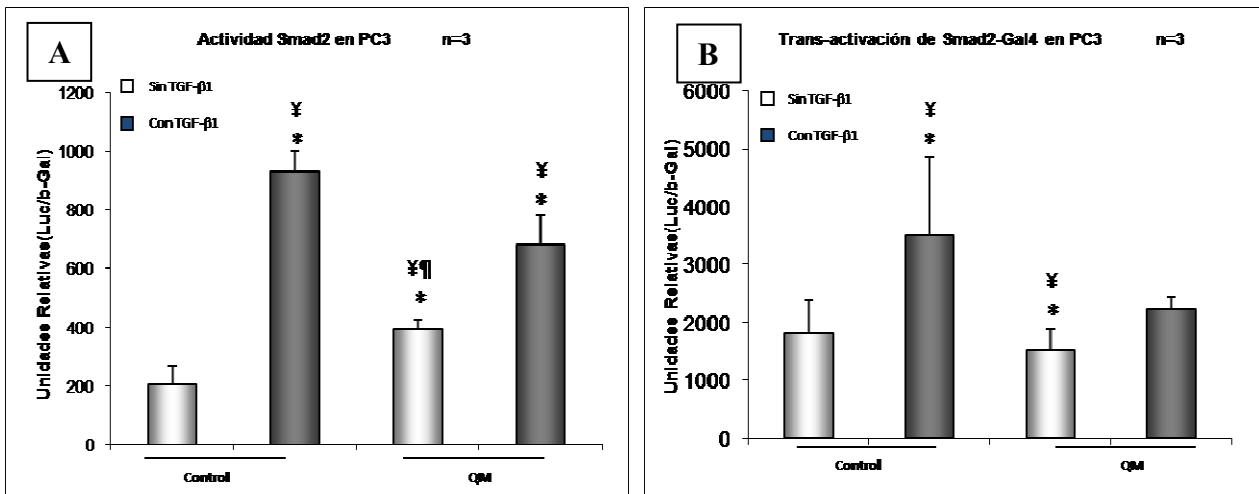 A
Actividad Smad2 en PC3 n=3
Sin TGF-β1
Con TGF-β1
Unidades Relativas(Luc/b-Gal)
1200
1000
800
600
400
200
0
¥
*
¥¶
*
¥
*
Control
QM
B
Trans-activación de Smad2-Gal4 en PC3 n=3
Sin TGF-β1
Con TGF-β1
Unidades Relativas(Luc/b-Gal)
6000
5000
4000
3000
2000
1000
0
¥
*
¥
*
Control
QM